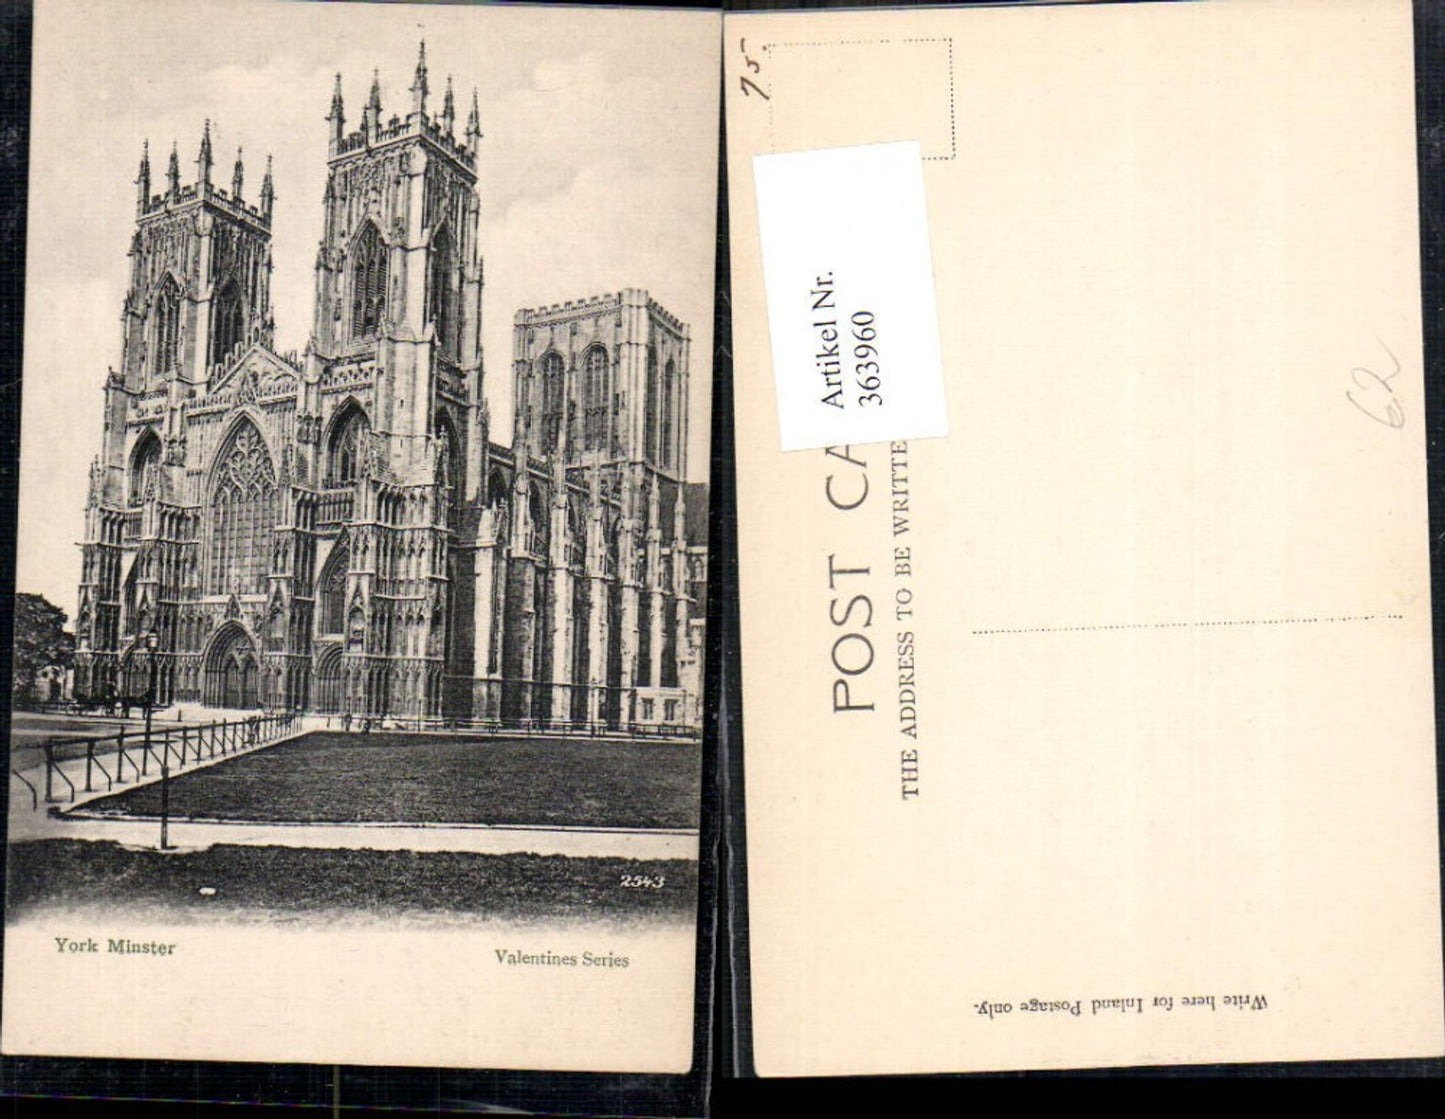 2543
York Minster
Valentines Series
75
Artikel Nr.
363960
POST CA
THE ADDRESS TO BE WRITTE
62
Write here for Inland Postage only.